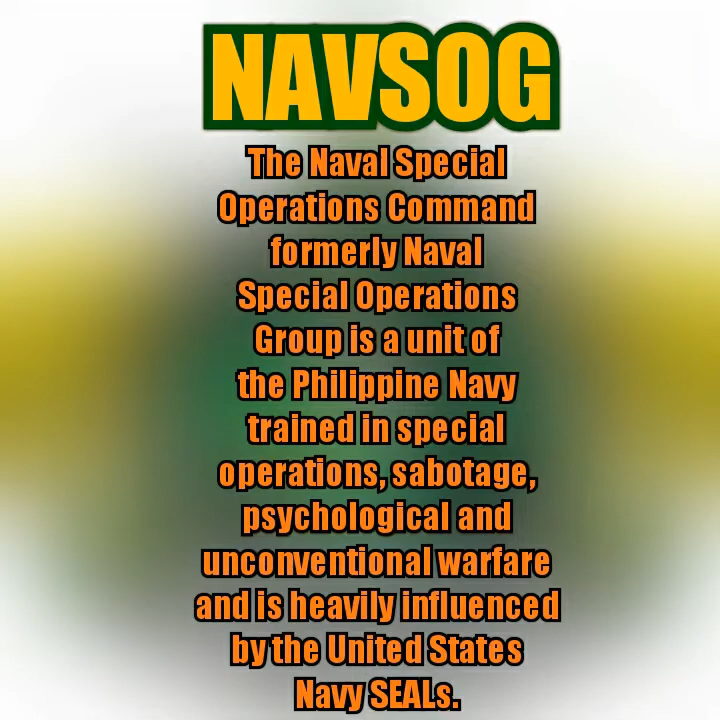 NAVSOG
The Naval Special
Operations Command
formerly Naval
Special Operations
Group is a unit of
the Philippine Navy
trained in special
operations, sabotage,
psychological and
unconventional warfare
and is heavily influenced
by the United States
Navy SEALs.